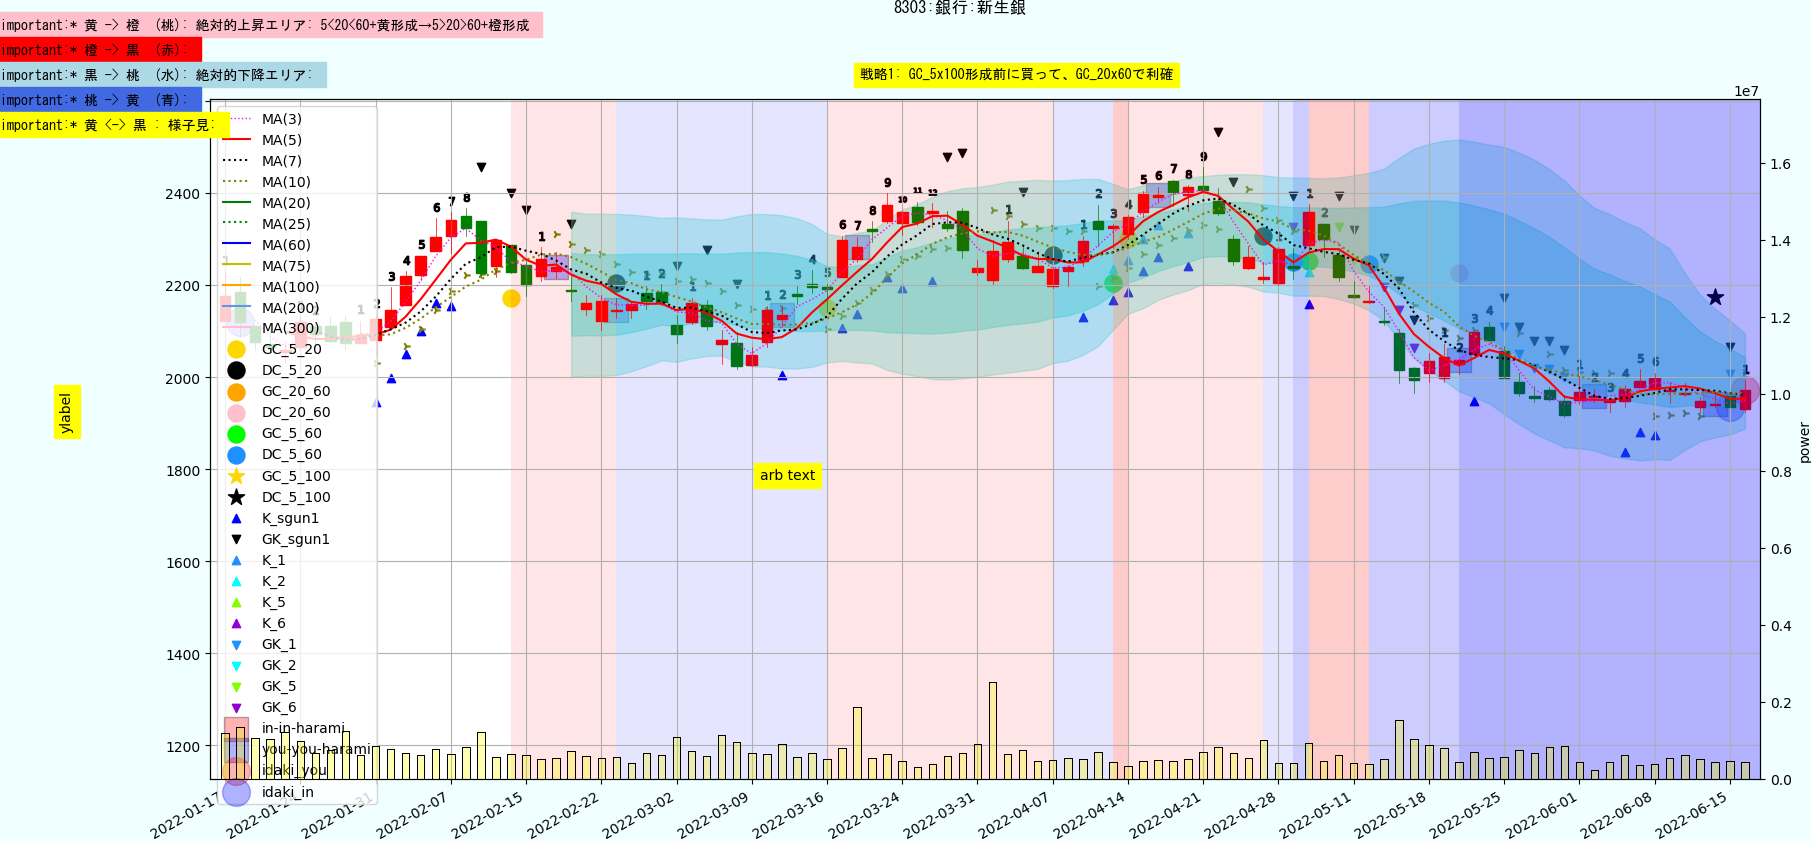 8303:銀行:新生銀
important:* 黄 -> 橙 (桃): 絶対的上昇エリア: 5<20<60+黄形成→5>20>60+橙形成
important:* 橙 -> 黒 (赤):
important:* 黒 -> 桃 (水): 絶対的下降エリア:
important:* 桃 -> 黄 (青):
important:* 黄 <-> 黒 : 様子見:
戦略1: GC_5x100形成前に買って、GC_20x60で利確
1e7
MA(3)
MA(5)
MA(7)
MA(10)
MA(20)
MA(25)
MA(60)
MA(75)
MA(100)
MA(200)
MA(300)
GC_5_20
DC_5_20
GC_20_60
DC_20_60
GC_5_60
DC_5_60
GC_5_100
DC_5_100
K_sgun1
GK_sgun1
K_1
K_2
K_5
K_6
GK_1
GK_2
GK_5
GK_6
in-in-harami
you-you-harami
idaki_you
idaki_in
ylabel
arb text
power
2400
2200
2000
1800
1600
1400
1200
1.6
1.4
1.2
1.0
0.8
0.6
0.4
0.2
0.0
2022-01-17
2022-01-31
2022-02-07
2022-02-15
2022-02-22
2022-03-02
2022-03-09
2022-03-16
2022-03-24
2022-03-31
2022-04-07
2022-04-14
2022-04-21
2022-04-28
2022-05-11
2022-05-18
2022-05-25
2022-06-01
2022-06-08
2022-06-15